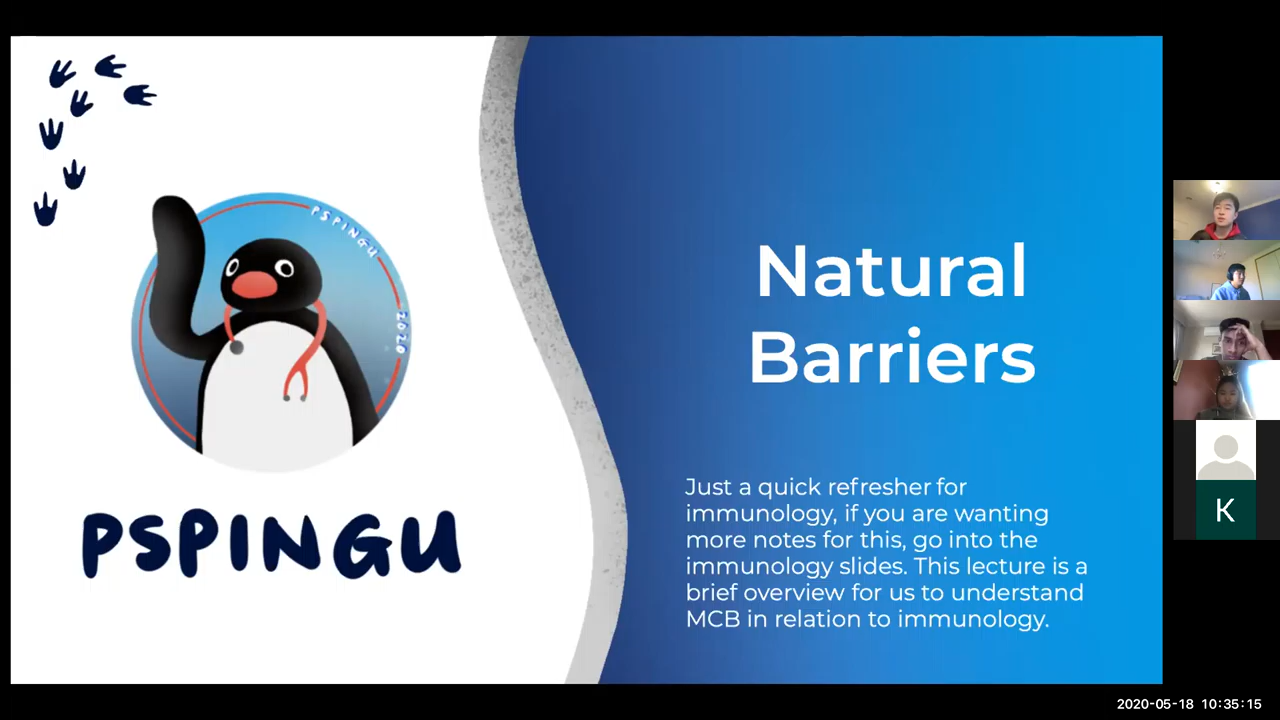 PSPINGU
2020
PSPINGU
Natural
Barriers
Just a quick refresher for
immunology, if you are wanting
more notes for this, go into the
immunology slides. This lecture is a
brief overview for us to understand
MCB in relation to immunology.
K
2020-05-18 10:35:15